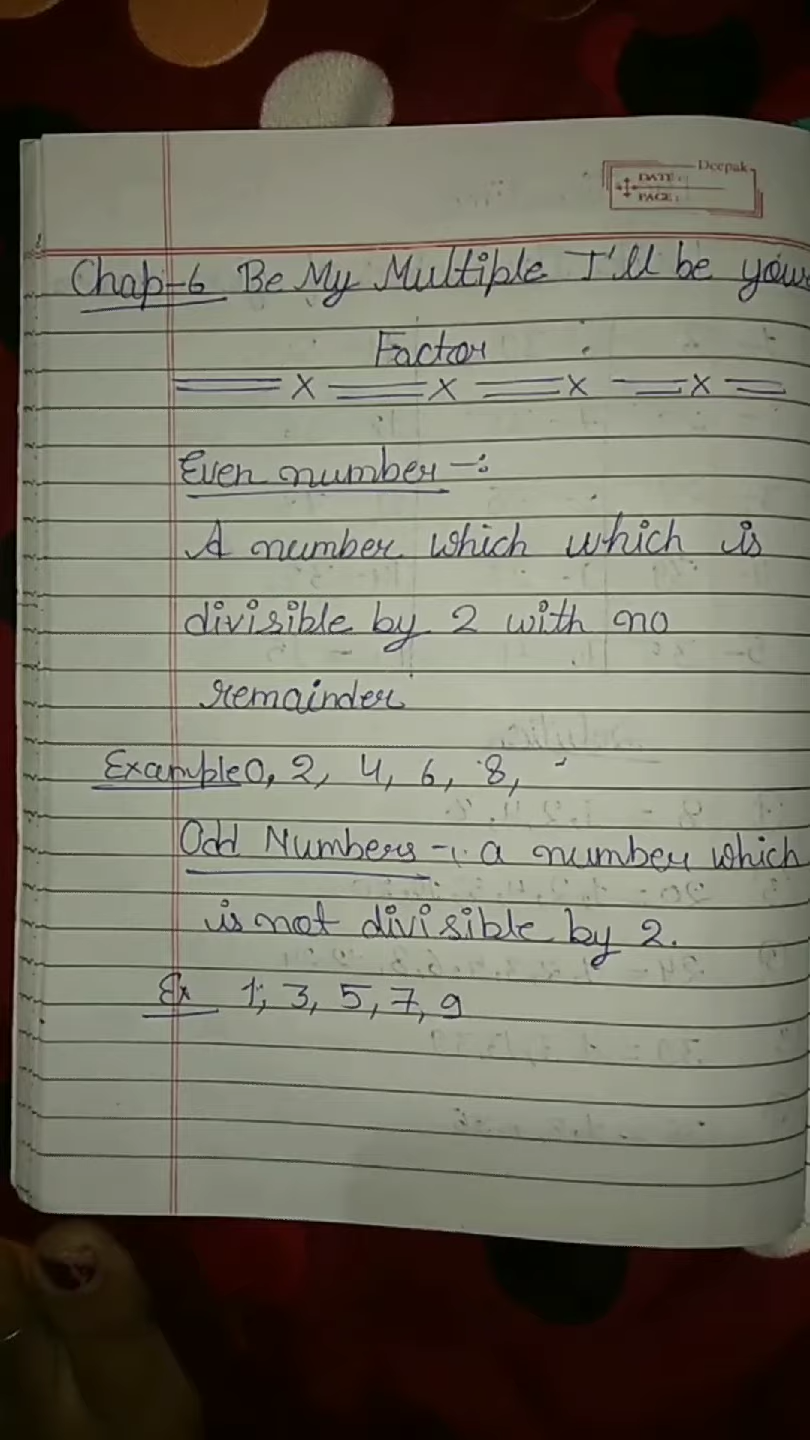 Deepak
DATE:
PAGE:
Chap-6 Be My Multiple I'll be your
Factor
=X=X=X=X=
Even number -:
A number which which is
divisible by 2 with no
remainder
Example 0, 2, 4, 6, 8,
Odd Numbers -: a number which
is not divisible by 2.
Ex 1, 3, 5, 7, 9